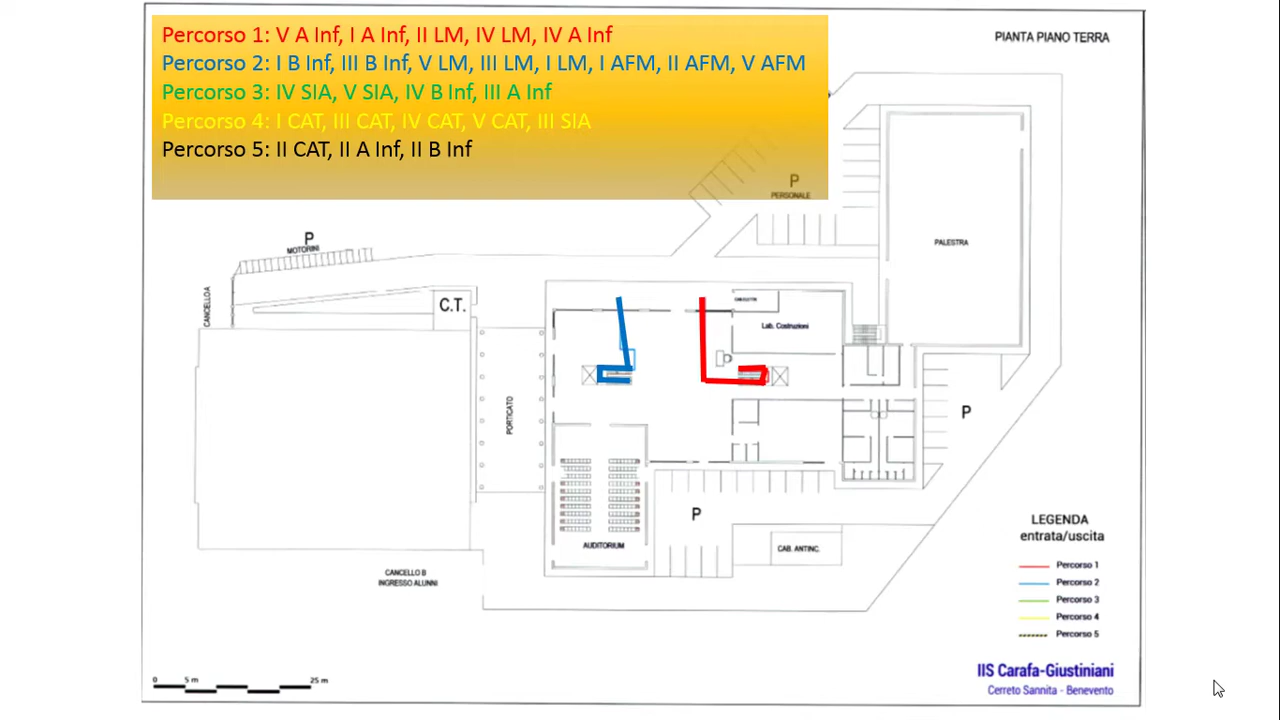 Percorso 1: V A Inf, I A Inf, II LM, IV LM, IV A Inf
Percorso 2: I B Inf, III B Inf, V LM, III LM, I LM, I AFM, II AFM, V AFM
Percorso 3: IV SIA, V SIA, IV B Inf, III A Inf
Percorso 4: I CAT, III CAT, IV CAT, V CAT, III SIA
Percorso 5: II CAT, II A Inf, II B Inf
PIANTA PIANO TERRA
P
PERSONALE
P
MOTORINI
PALESTRA
CANCELLO A
C.T.
Lab. Costruzioni
PORTICATO
P
P
AUDITORIUM
CAB. ANTINC.
CANCELLO B
INGRESSO ALUNNI
LEGENDA
entrata/uscita
Percorso 1
Percorso 2
Percorso 3
Percorso 4
Percorso 5
IIS Carafa-Giustiniani
Cerreto Sannita - Benevento
0 5 m 25 m